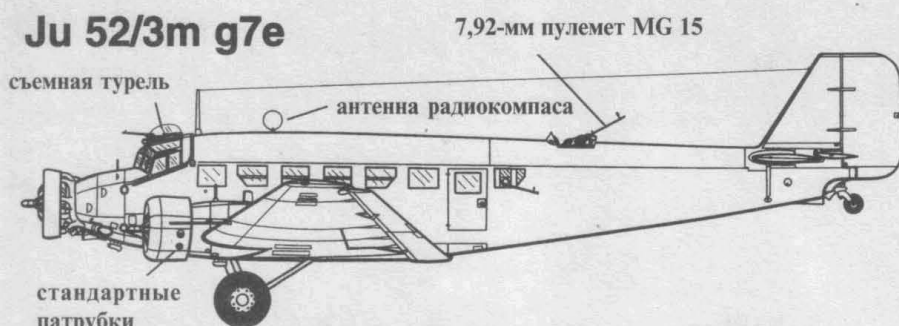 Ju 52/3m g7e
7,92-мм пулемет MG 15
съемная турель
антенна радиокомпаса
стандартные
патрубки